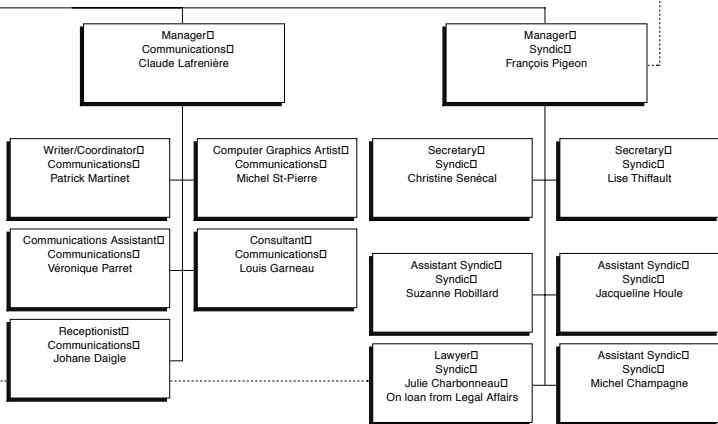 Manager
Communications
Claude Lafrenière
Manager
Syndic
François Pigeon
Writer/Coordinator
Communications
Patrick Martinet
Computer Graphics Artist
Communications
Michel St-Pierre
Secretary
Syndic
Christine Senécal
Secretary
Syndic
Lise Thiffault
Communications Assistant
Communications
Véronique Parret
Consultant
Communications
Louis Garneau
Assistant Syndic
Syndic
Suzanne Robillard
Assistant Syndic
Syndic
Jacqueline Houle
Receptionist
Communications
Johane Daigle
Lawyer
Syndic
Julie Charbonneau
On loan from Legal Affairs
Assistant Syndic
Syndic
Michel Champagne